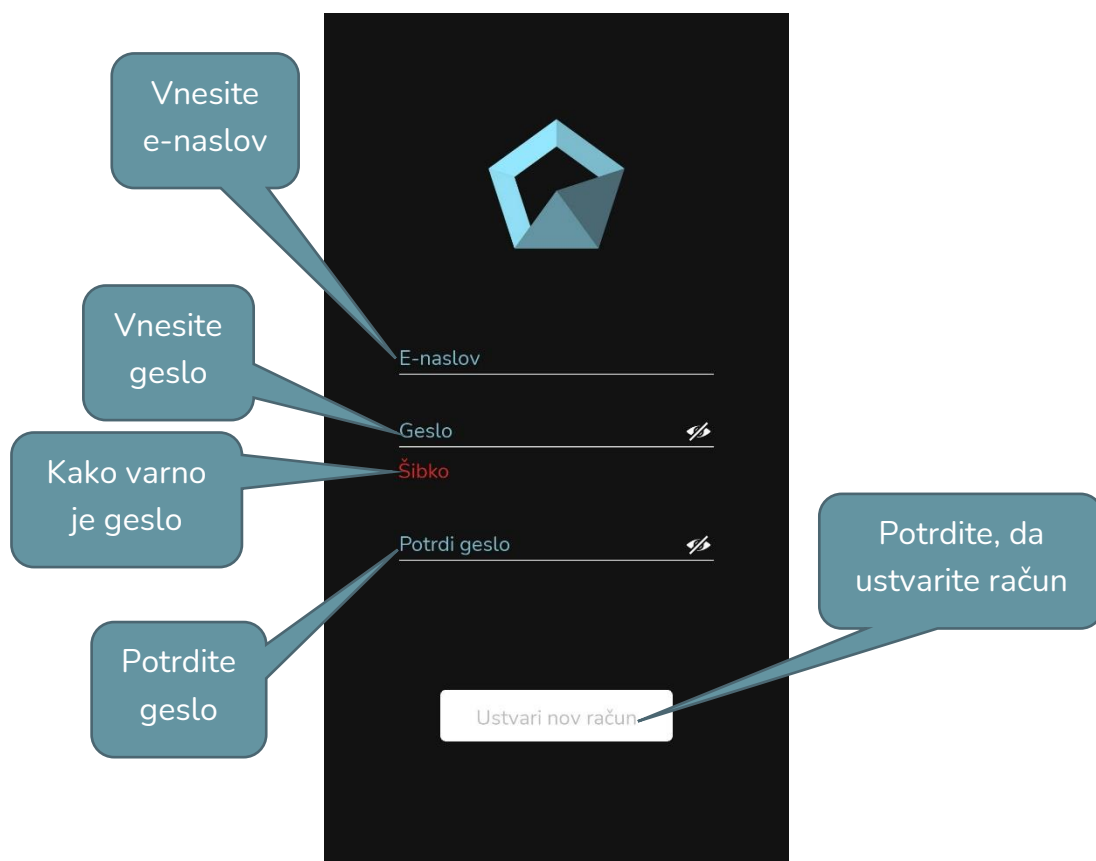 Vnesite
e-naslov
E-naslov
Vnesite
geslo
Geslo
Kako varno
je geslo
Šibko
Potrdi geslo
Potrdite, da
ustvarite račun
Potrdite
geslo
Ustvari nov račun